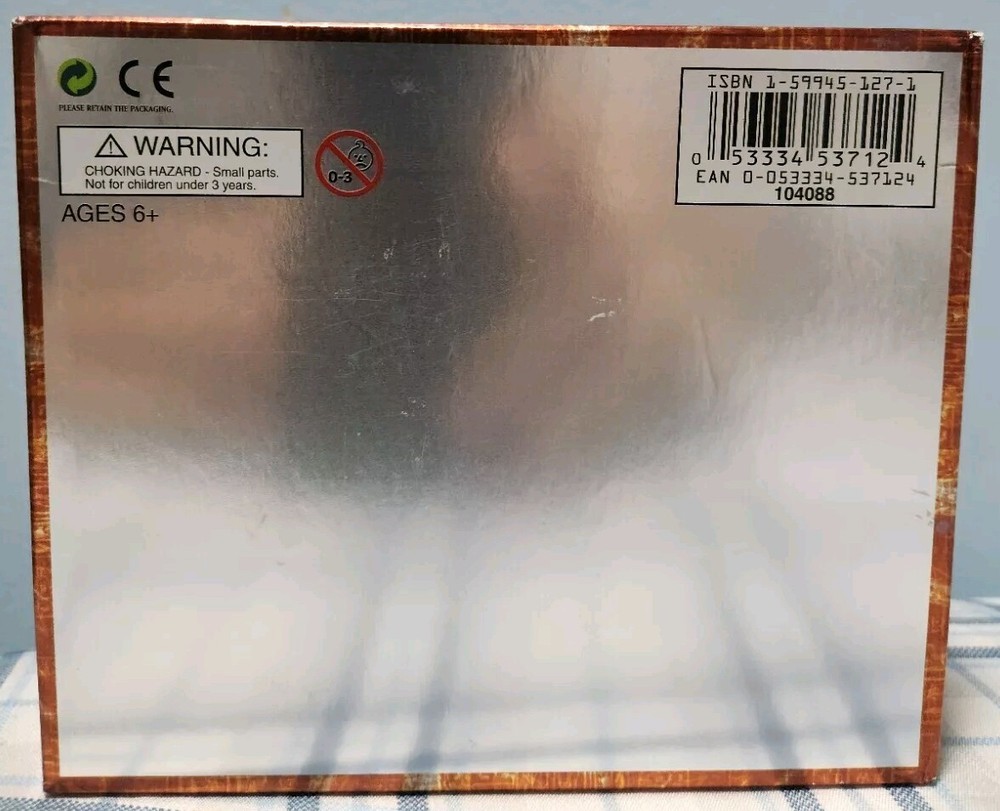 CE
PLEASE RETAIN THE PACKAGING.
WARNING:
CHOKING HAZARD - Small parts.
Not for children under 3 years.
0-3
AGES 6+
ISBN 1-59945-127-1
0 53334 53712 4
EAN 0-053334-537124
104088